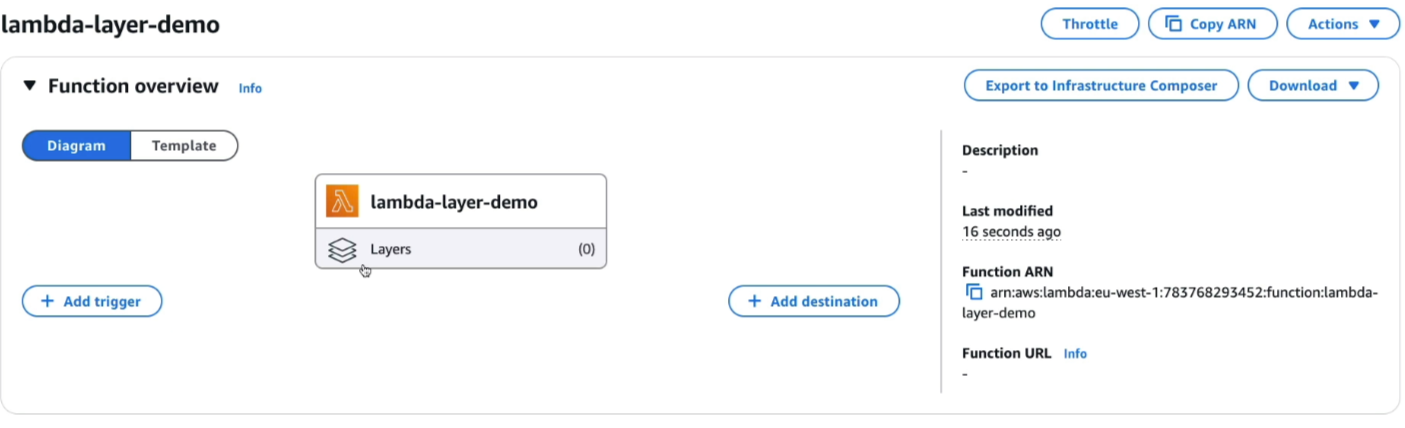 lambda-layer-demo
Throttle
Copy ARN
Actions
Function overview
Info
Export to Infrastructure Composer
Download
Diagram
Template
lambda-layer-demo
Layers
(0)
Add trigger
Add destination
Description
-
Last modified
16 seconds ago
Function ARN
arn:aws:lambda:eu-west-1:783768293452:function:lambda-
layer-demo
Function URL
Info
-